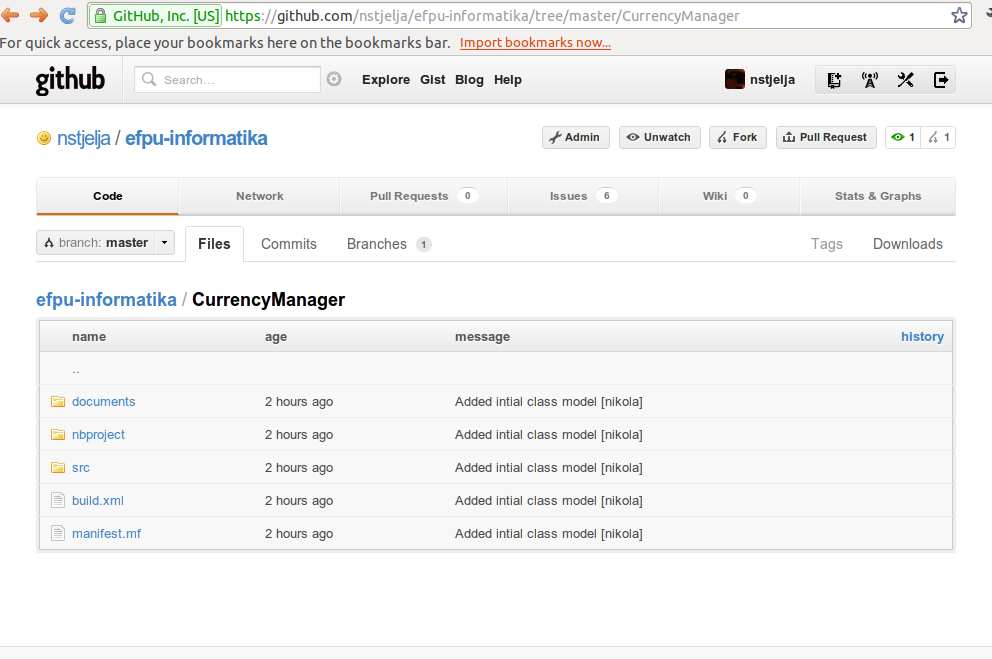 GitHub, Inc. [US] https://github.com/nstjelja/efpu-informatika/tree/master/CurrencyManager
For quick access, place your bookmarks here on the bookmarks bar. Import bookmarks now...
github Search... Explore Gist Blog Help nstjelja
nstjelja / efpu-informatika Admin Unwatch Fork Pull Request 1 1
Code Network Pull Requests 0 Issues 6 Wiki 0 Stats & Graphs
branch: master Files Commits Branches 1 Tags Downloads
efpu-informatika / CurrencyManager
name age message history
..
documents 2 hours ago Added intial class model [nikola]
nbproject 2 hours ago Added intial class model [nikola]
src 2 hours ago Added intial class model [nikola]
build.xml 2 hours ago Added intial class model [nikola]
manifest.mf 2 hours ago Added intial class model [nikola]